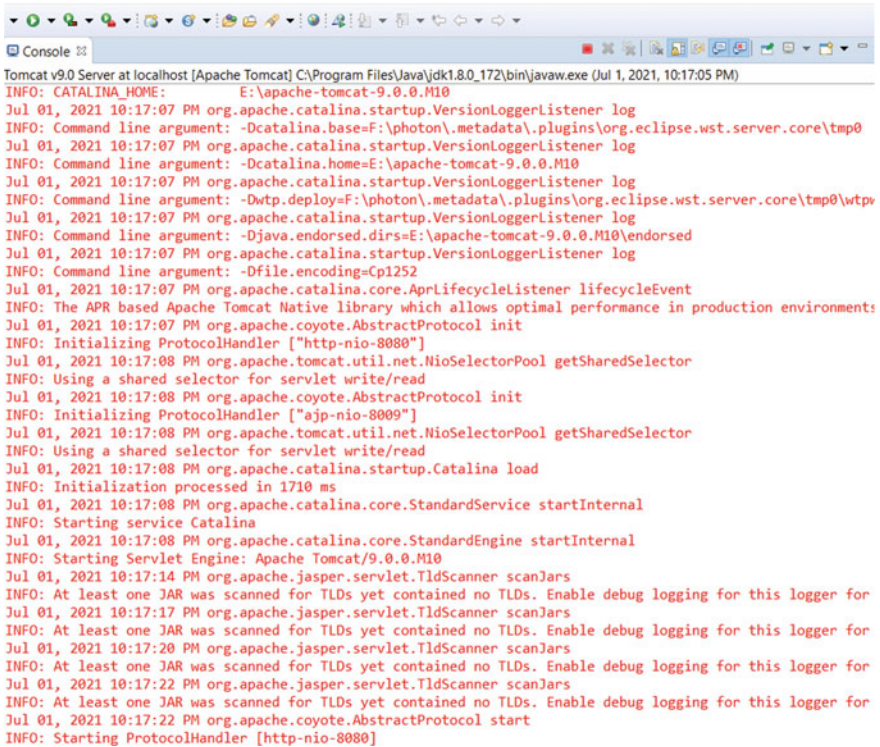 Console
Tomcat v9.0 Server at localhost [Apache Tomcat] C:\Program Files\Java\jdk1.8.0_172\bin\javaw.exe (Jul 1, 2021, 10:17:05 PM)
INFO: CATALINA_HOME: E:\apache-tomcat-9.0.0.M10
Jul 01, 2021 10:17:07 PM org.apache.catalina.startup.VersionLoggerListener log
INFO: Command line argument: -Dcatalina.base=F:\photon\.metadata\.plugins\org.eclipse.wst.server.core\tmp0
Jul 01, 2021 10:17:07 PM org.apache.catalina.startup.VersionLoggerListener log
INFO: Command line argument: -Dcatalina.home=E:\apache-tomcat-9.0.0.M10
Jul 01, 2021 10:17:07 PM org.apache.catalina.startup.VersionLoggerListener log
INFO: Command line argument: -Dwtp.deploy=F:\photon\.metadata\.plugins\org.eclipse.wst.server.core\tmp0\wtpw
Jul 01, 2021 10:17:07 PM org.apache.catalina.startup.VersionLoggerListener log
INFO: Command line argument: -Djava.endorsed.dirs=E:\apache-tomcat-9.0.0.M10\endorsed
Jul 01, 2021 10:17:07 PM org.apache.catalina.startup.VersionLoggerListener log
INFO: Command line argument: -Dfile.encoding=Cp1252
Jul 01, 2021 10:17:07 PM org.apache.catalina.core.AprLifecycleListener lifecycleEvent
INFO: The APR based Apache Tomcat Native library which allows optimal performance in production environments
Jul 01, 2021 10:17:07 PM org.apache.coyote.AbstractProtocol init
INFO: Initializing ProtocolHandler ["http-nio-8080"]
Jul 01, 2021 10:17:08 PM org.apache.tomcat.util.net.NioSelectorPool getSharedSelector
INFO: Using a shared selector for servlet write/read
Jul 01, 2021 10:17:08 PM org.apache.coyote.AbstractProtocol init
INFO: Initializing ProtocolHandler ["ajp-nio-8009"]
Jul 01, 2021 10:17:08 PM org.apache.tomcat.util.net.NioSelectorPool getSharedSelector
INFO: Using a shared selector for servlet write/read
Jul 01, 2021 10:17:08 PM org.apache.catalina.startup.Catalina load
INFO: Initialization processed in 1710 ms
Jul 01, 2021 10:17:08 PM org.apache.catalina.core.StandardService startInternal
INFO: Starting service Catalina
Jul 01, 2021 10:17:08 PM org.apache.catalina.core.StandardEngine startInternal
INFO: Starting Servlet Engine: Apache Tomcat/9.0.0.M10
Jul 01, 2021 10:17:14 PM org.apache.jasper.servlet.TldScanner scanJars
INFO: At least one JAR was scanned for TLDs yet contained no TLDs. Enable debug logging for this logger for
Jul 01, 2021 10:17:17 PM org.apache.jasper.servlet.TldScanner scanJars
INFO: At least one JAR was scanned for TLDs yet contained no TLDs. Enable debug logging for this logger for
Jul 01, 2021 10:17:20 PM org.apache.jasper.servlet.TldScanner scanJars
INFO: At least one JAR was scanned for TLDs yet contained no TLDs. Enable debug logging for this logger for
Jul 01, 2021 10:17:22 PM org.apache.jasper.servlet.TldScanner scanJars
INFO: At least one JAR was scanned for TLDs yet contained no TLDs. Enable debug logging for this logger for
Jul 01, 2021 10:17:22 PM org.apache.coyote.AbstractProtocol start
INFO: Starting ProtocolHandler [http-nio-8080]